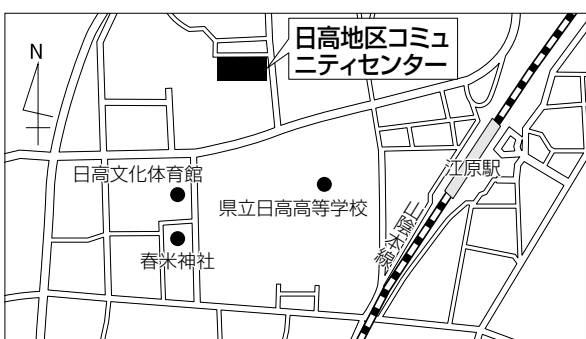 N
日高地区コミュ
ニティセンター
日高文化体育館
春米神社
県立日高高等学校
江原駅
山陰本線